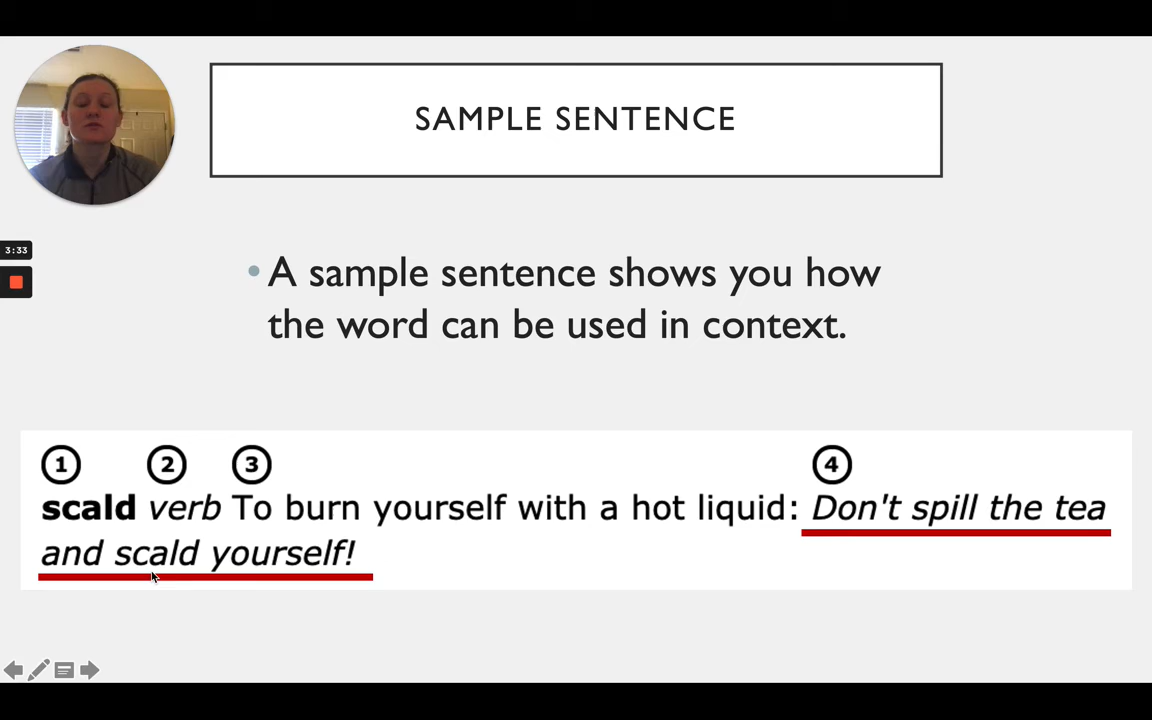 SAMPLE SENTENCE
3:33
• A sample sentence shows you how
the word can be used in context.
1 2 3 4
scald verb To burn yourself with a hot liquid: Don't spill the tea
and scald yourself!